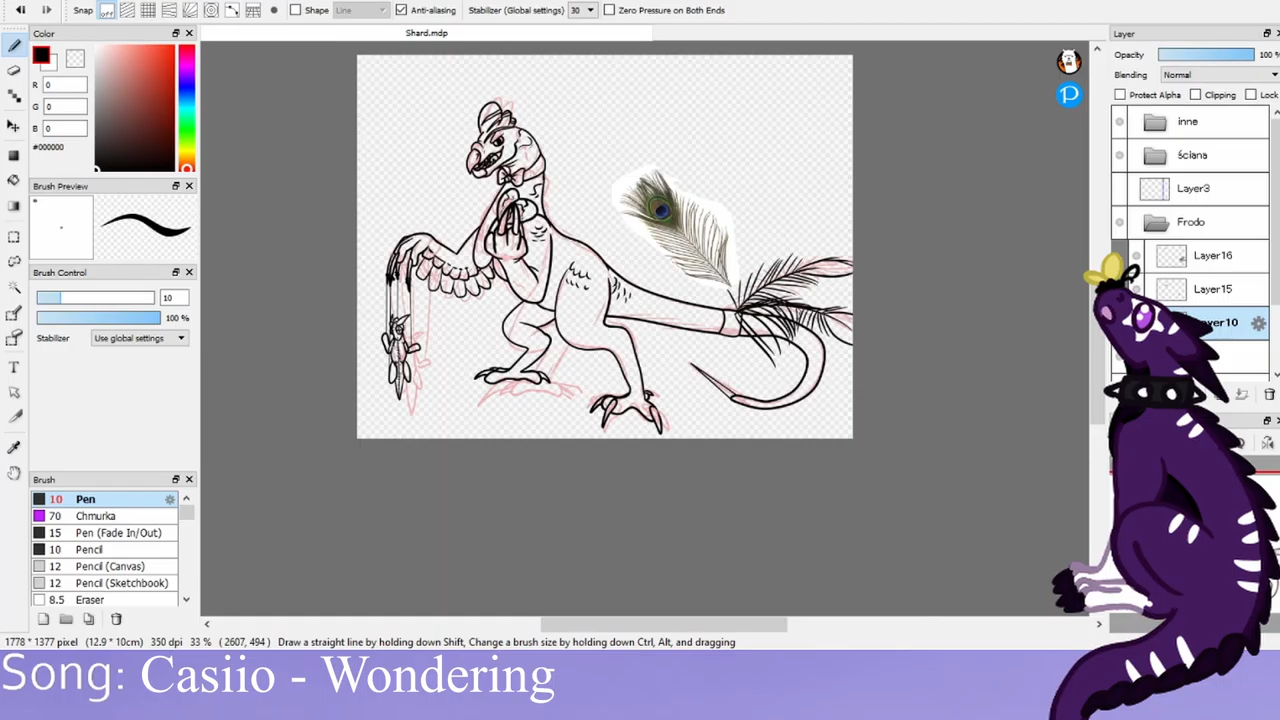 Snap off Shape Line Anti-aliasing Stabilizer (Global settings) 30 Zero Pressure on Both Ends
Color
Shard.mdp
Layer
R 0
G 0
B 0
#000000
Opacity 100 %
Blending Normal
Protect Alpha Clipping Lock
inne
Ściana
Layer3
Frodo
Layer16
Layer15
Brush Preview
Brush Control
10
100 %
Stabilizer Use global settings
Brush
10 Pen
70 Chmurka
15 Pen (Fade In/Out)
10 Pencil
12 Pencil (Canvas)
12 Pencil (Sketchbook)
8.5 Eraser
1778 * 1377 pixel (12.9 * 10cm) 350 dpi 33 % ( 2607, 494 ) Draw a straight line by holding down Shift, Change a brush size by holding down Ctrl, Alt, and dragging
Song: Casiio - Wondering